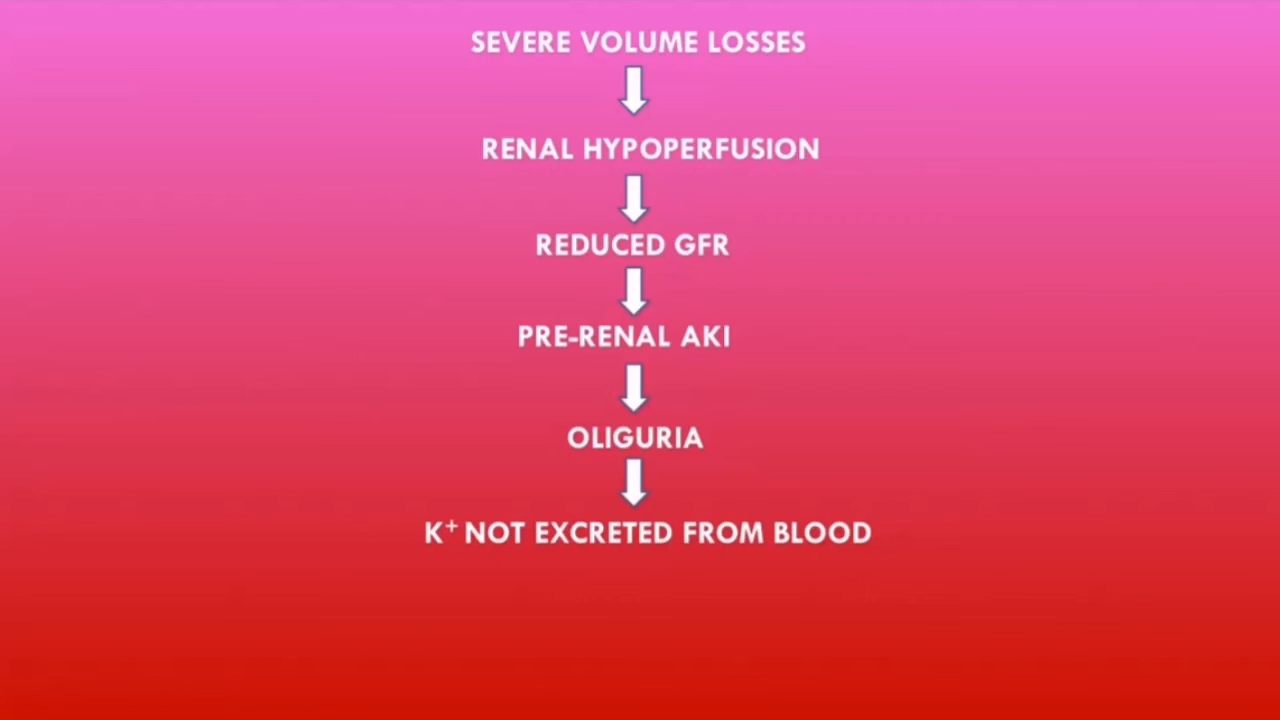 SEVERE VOLUME LOSSES
RENAL HYPOPERFUSION
REDUCED GFR
PRE-RENAL AKI
OLIGURIA
K⁺ NOT EXCRETED FROM BLOOD